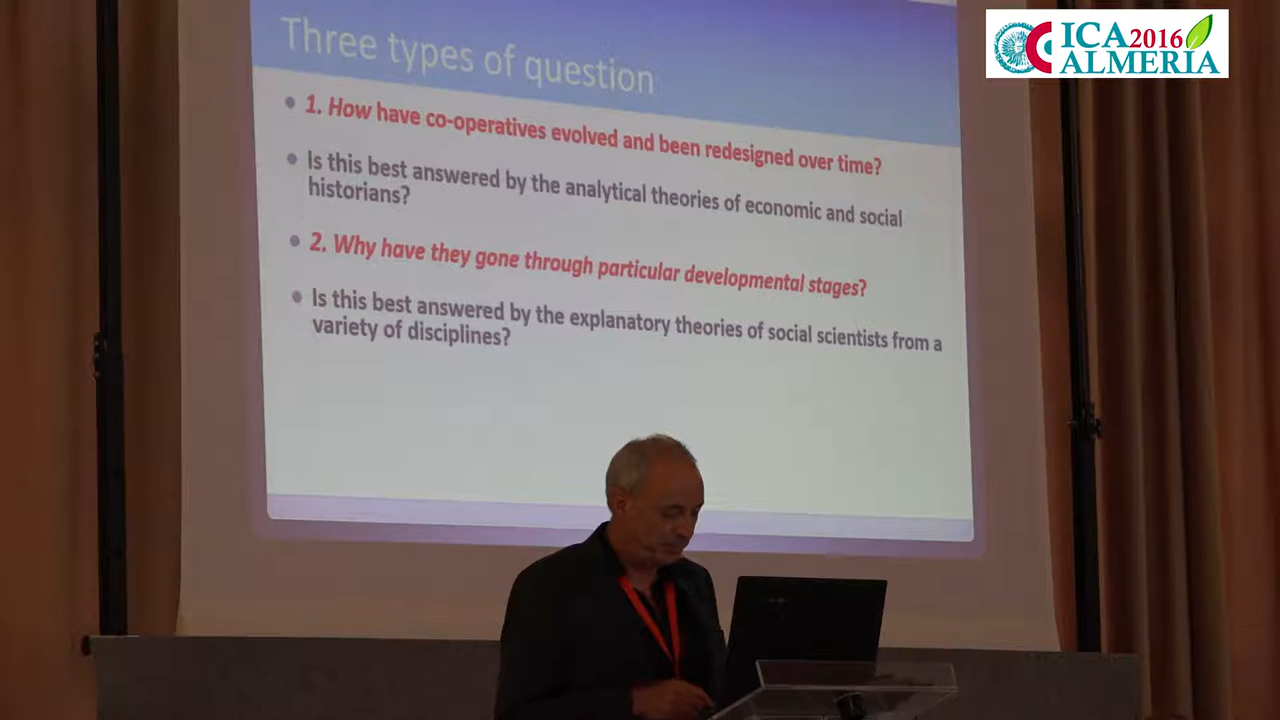 ICA 2016
ALMERIA
Three types of question
• 1. How have co-operatives evolved and been redesigned over time?
• Is this best answered by the analytical theories of economic and social
historians?
• 2. Why have they gone through particular developmental stages?
• Is this best answered by the explanatory theories of social scientists from a
variety of disciplines?